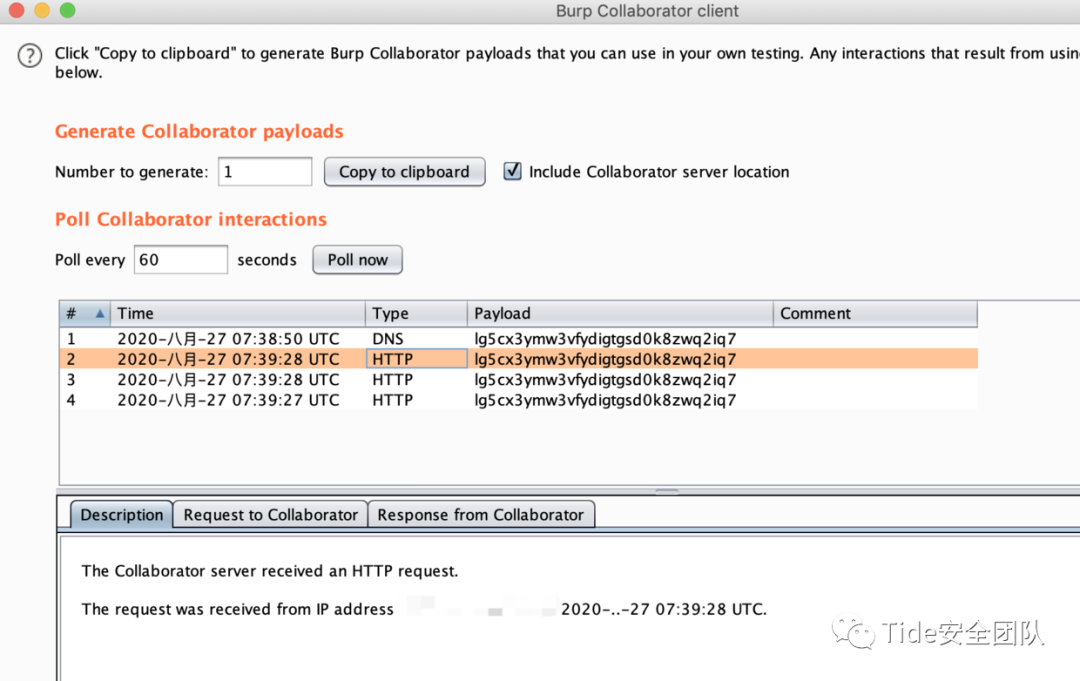 Burp Collaborator client
Click "Copy to clipboard" to generate Burp Collaborator payloads that you can use in your own testing. Any interactions that result from usin
below.
Generate Collaborator payloads
Number to generate: 1 Copy to clipboard Include Collaborator server location
Poll Collaborator interactions
Poll every 60 seconds Poll now
# Time Type Payload Comment
1 2020-八月-27 07:38:50 UTC DNS lg5cx3ymw3vfydigtgsd0k8zwq2iq7
2 2020-八月-27 07:39:28 UTC HTTP lg5cx3ymw3vfydigtgsd0k8zwq2iq7
3 2020-八月-27 07:39:28 UTC HTTP lg5cx3ymw3vfydigtgsd0k8zwq2iq7
4 2020-八月-27 07:39:27 UTC HTTP lg5cx3ymw3vfydigtgsd0k8zwq2iq7
Description Request to Collaborator Response from Collaborator
The Collaborator server received an HTTP request.
The request was received from IP address 2020-..-27 07:39:28 UTC.
Tide安全团队